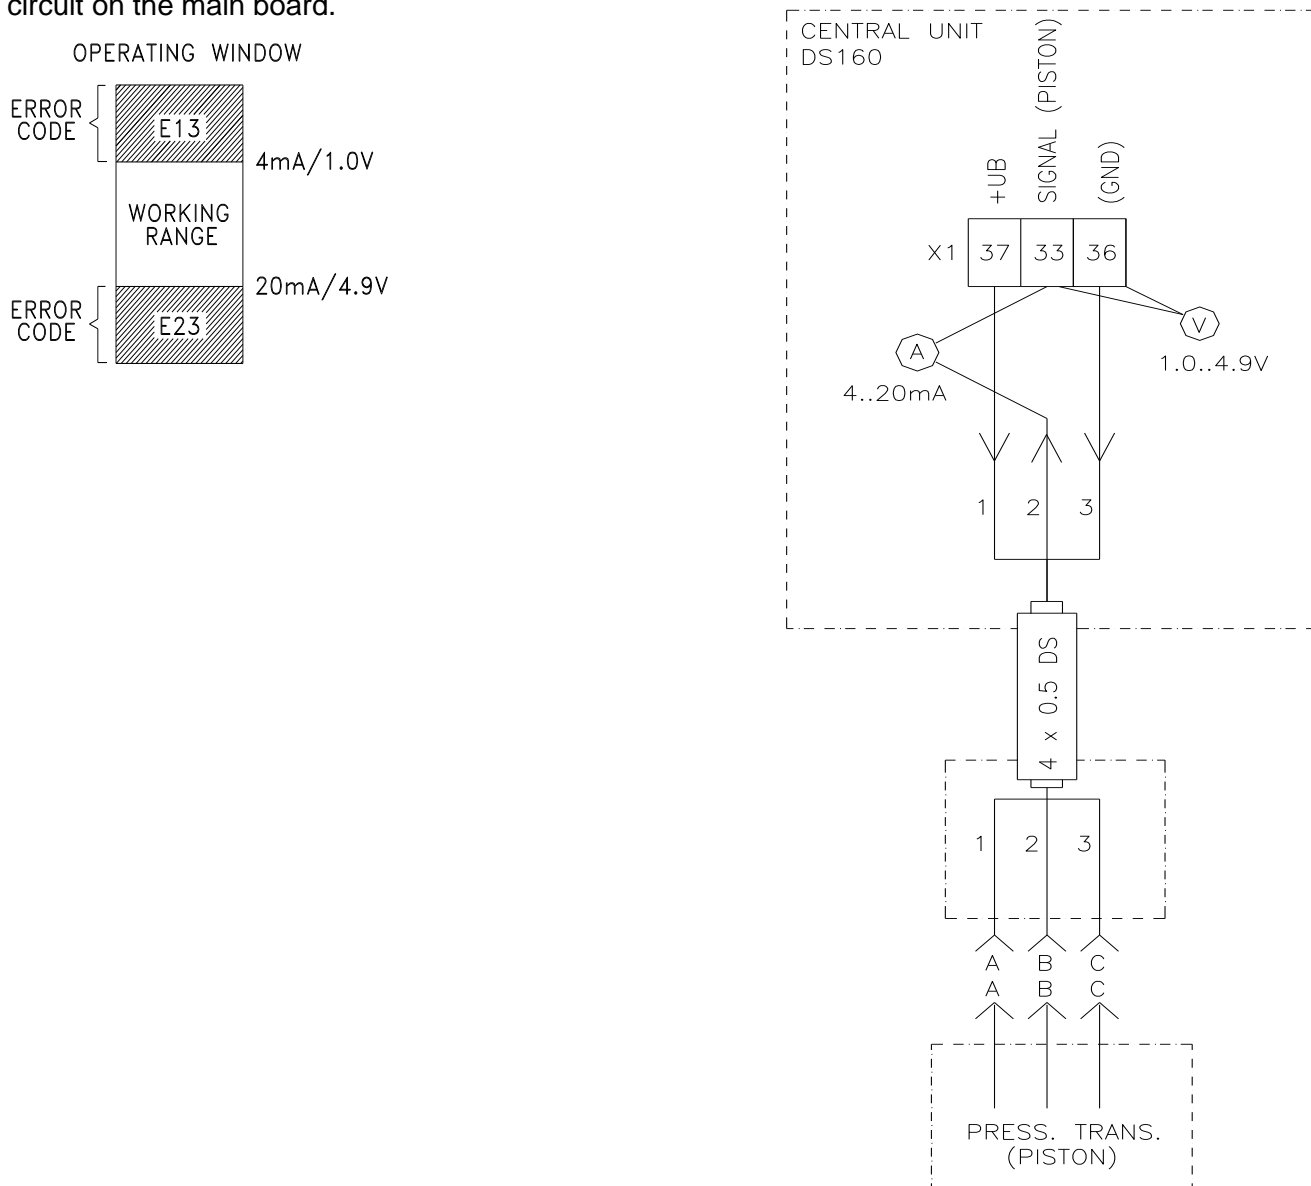 circuit on the main board.
OPERATING WINDOW
ERROR
CODE
E13
4mA/1.0V
WORKING
RANGE
20mA/4.9V
ERROR
CODE
E23
CENTRAL UNIT
DS160
+UB
SIGNAL (PISTON)
(GND)
X1 37 33 36
A
4..20mA
V
1.0..4.9V
1 2 3
4 x 0.5 DS
1 2 3
A B C
A B C
PRESS. TRANS.
(PISTON)